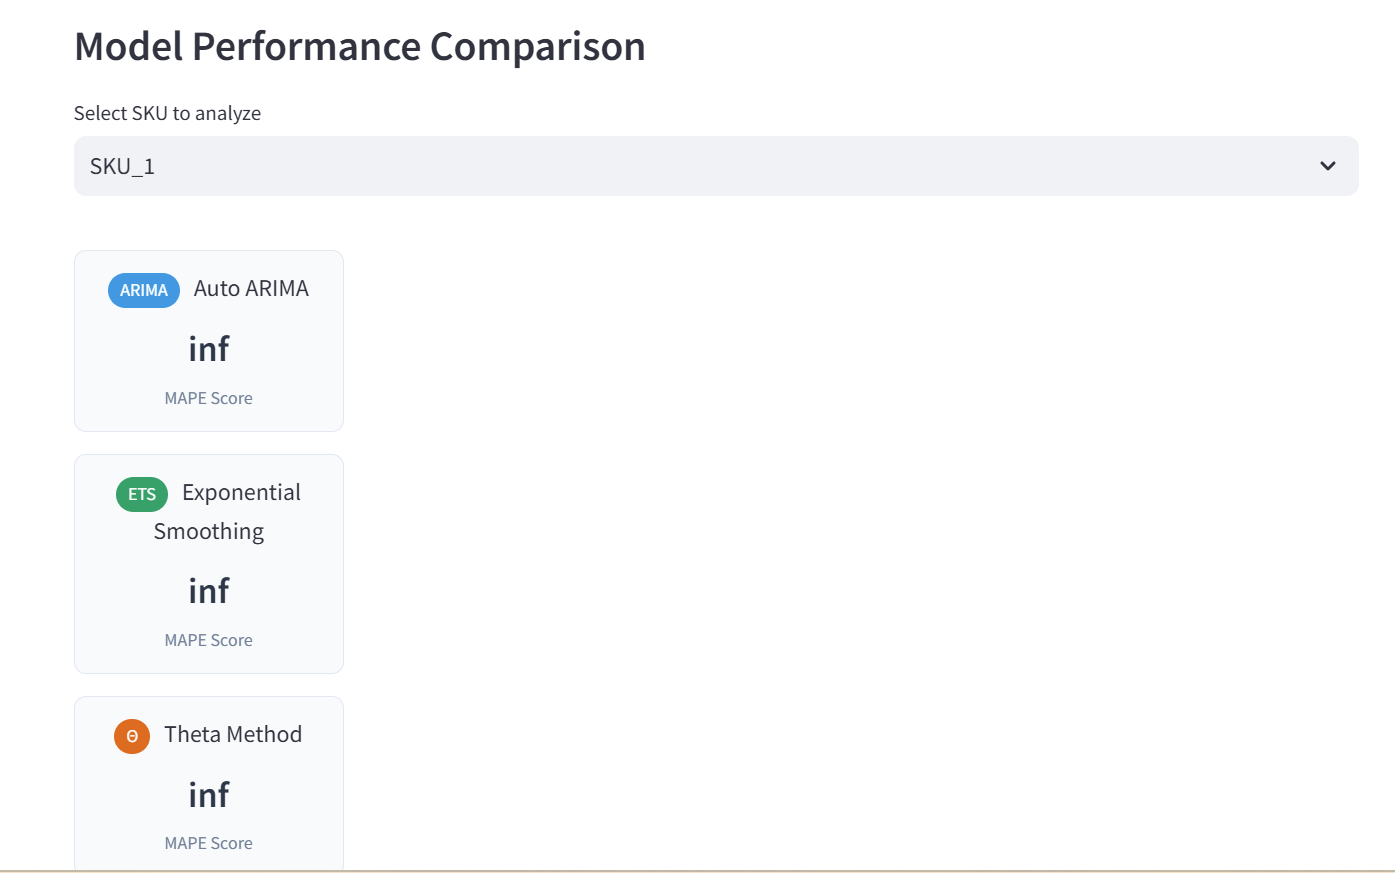 Model Performance Comparison
Select SKU to analyze
SKU_1
ARIMA Auto ARIMA
inf
MAPE Score
ETS Exponential
Smoothing
inf
MAPE Score
Θ Theta Method
inf
MAPE Score